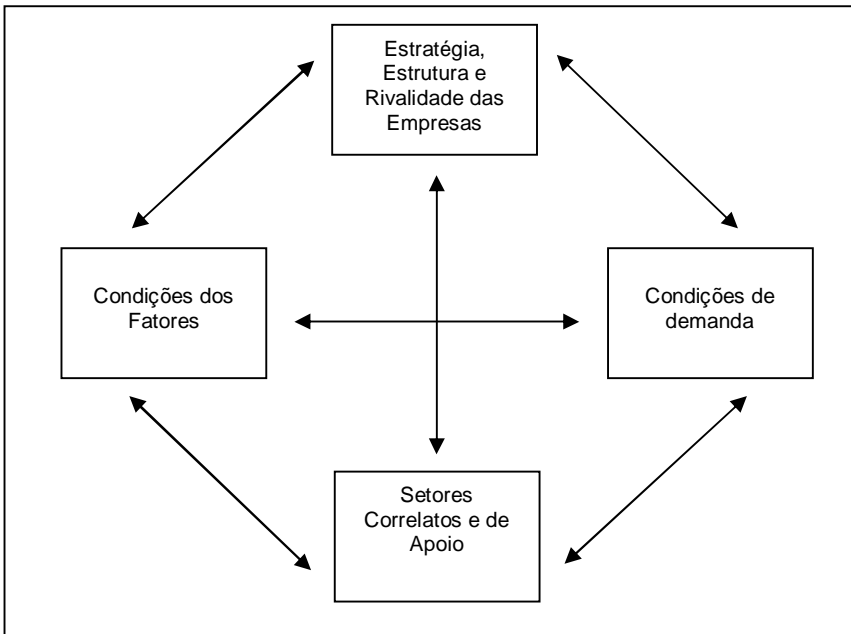 Estratégia,
Estrutura e
Rivalidade das
Empresas
Condições dos
Fatores
Condições de
demanda
Setores
Correlatos e de
Apoio